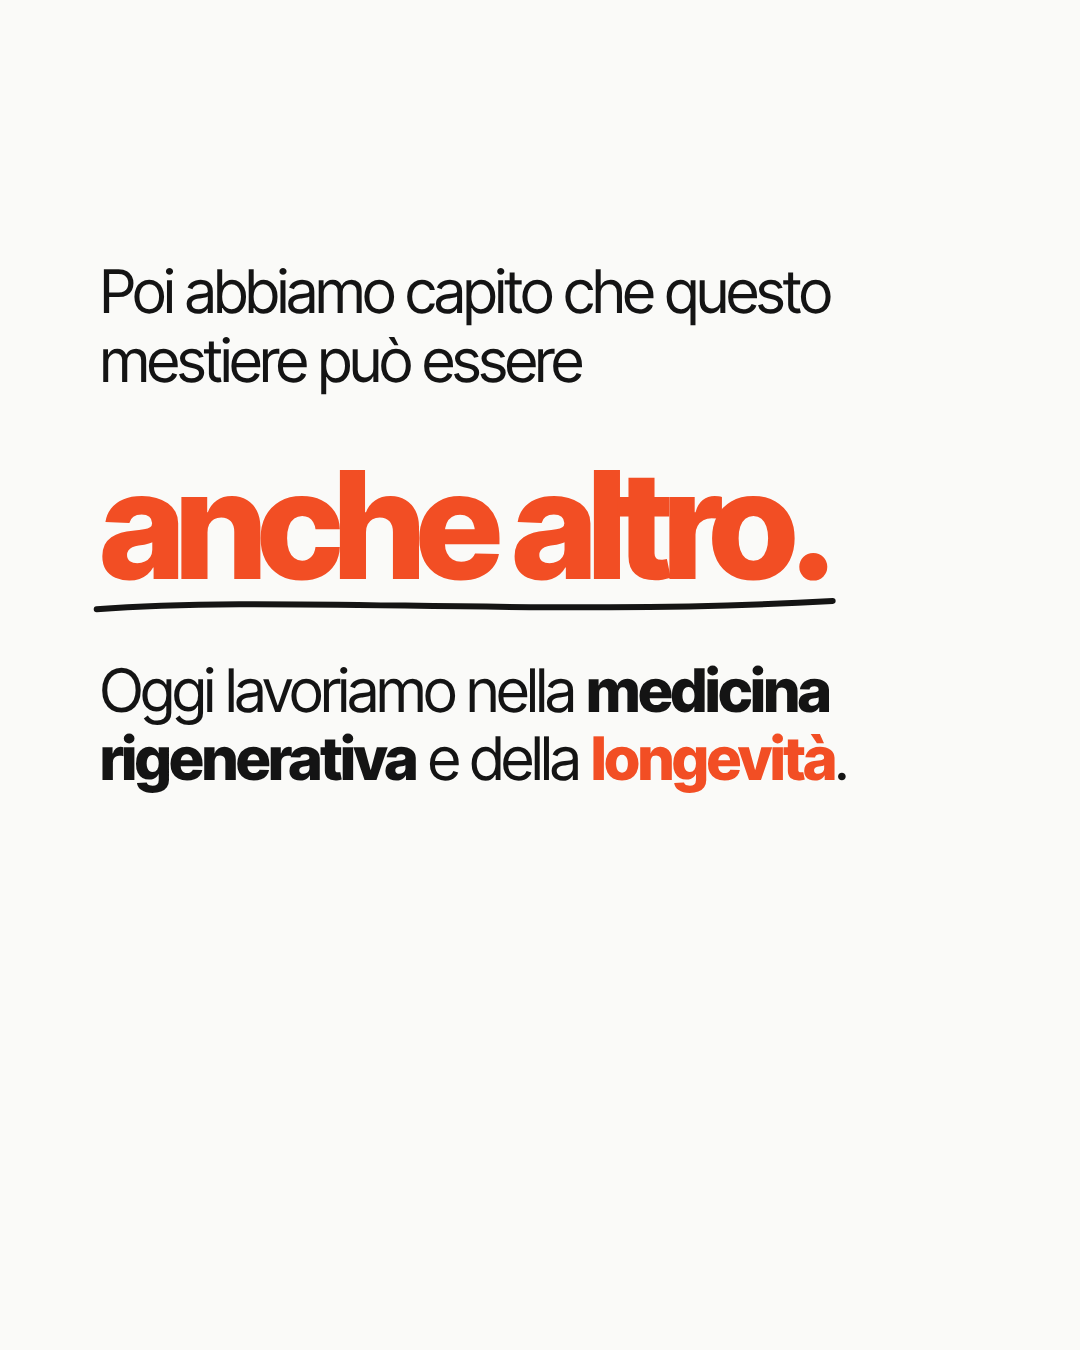 Poi abbiamo capito che questo
mestiere può essere
anche altro.
Oggi lavoriamo nella medicina
rigenerativa e della longevità.